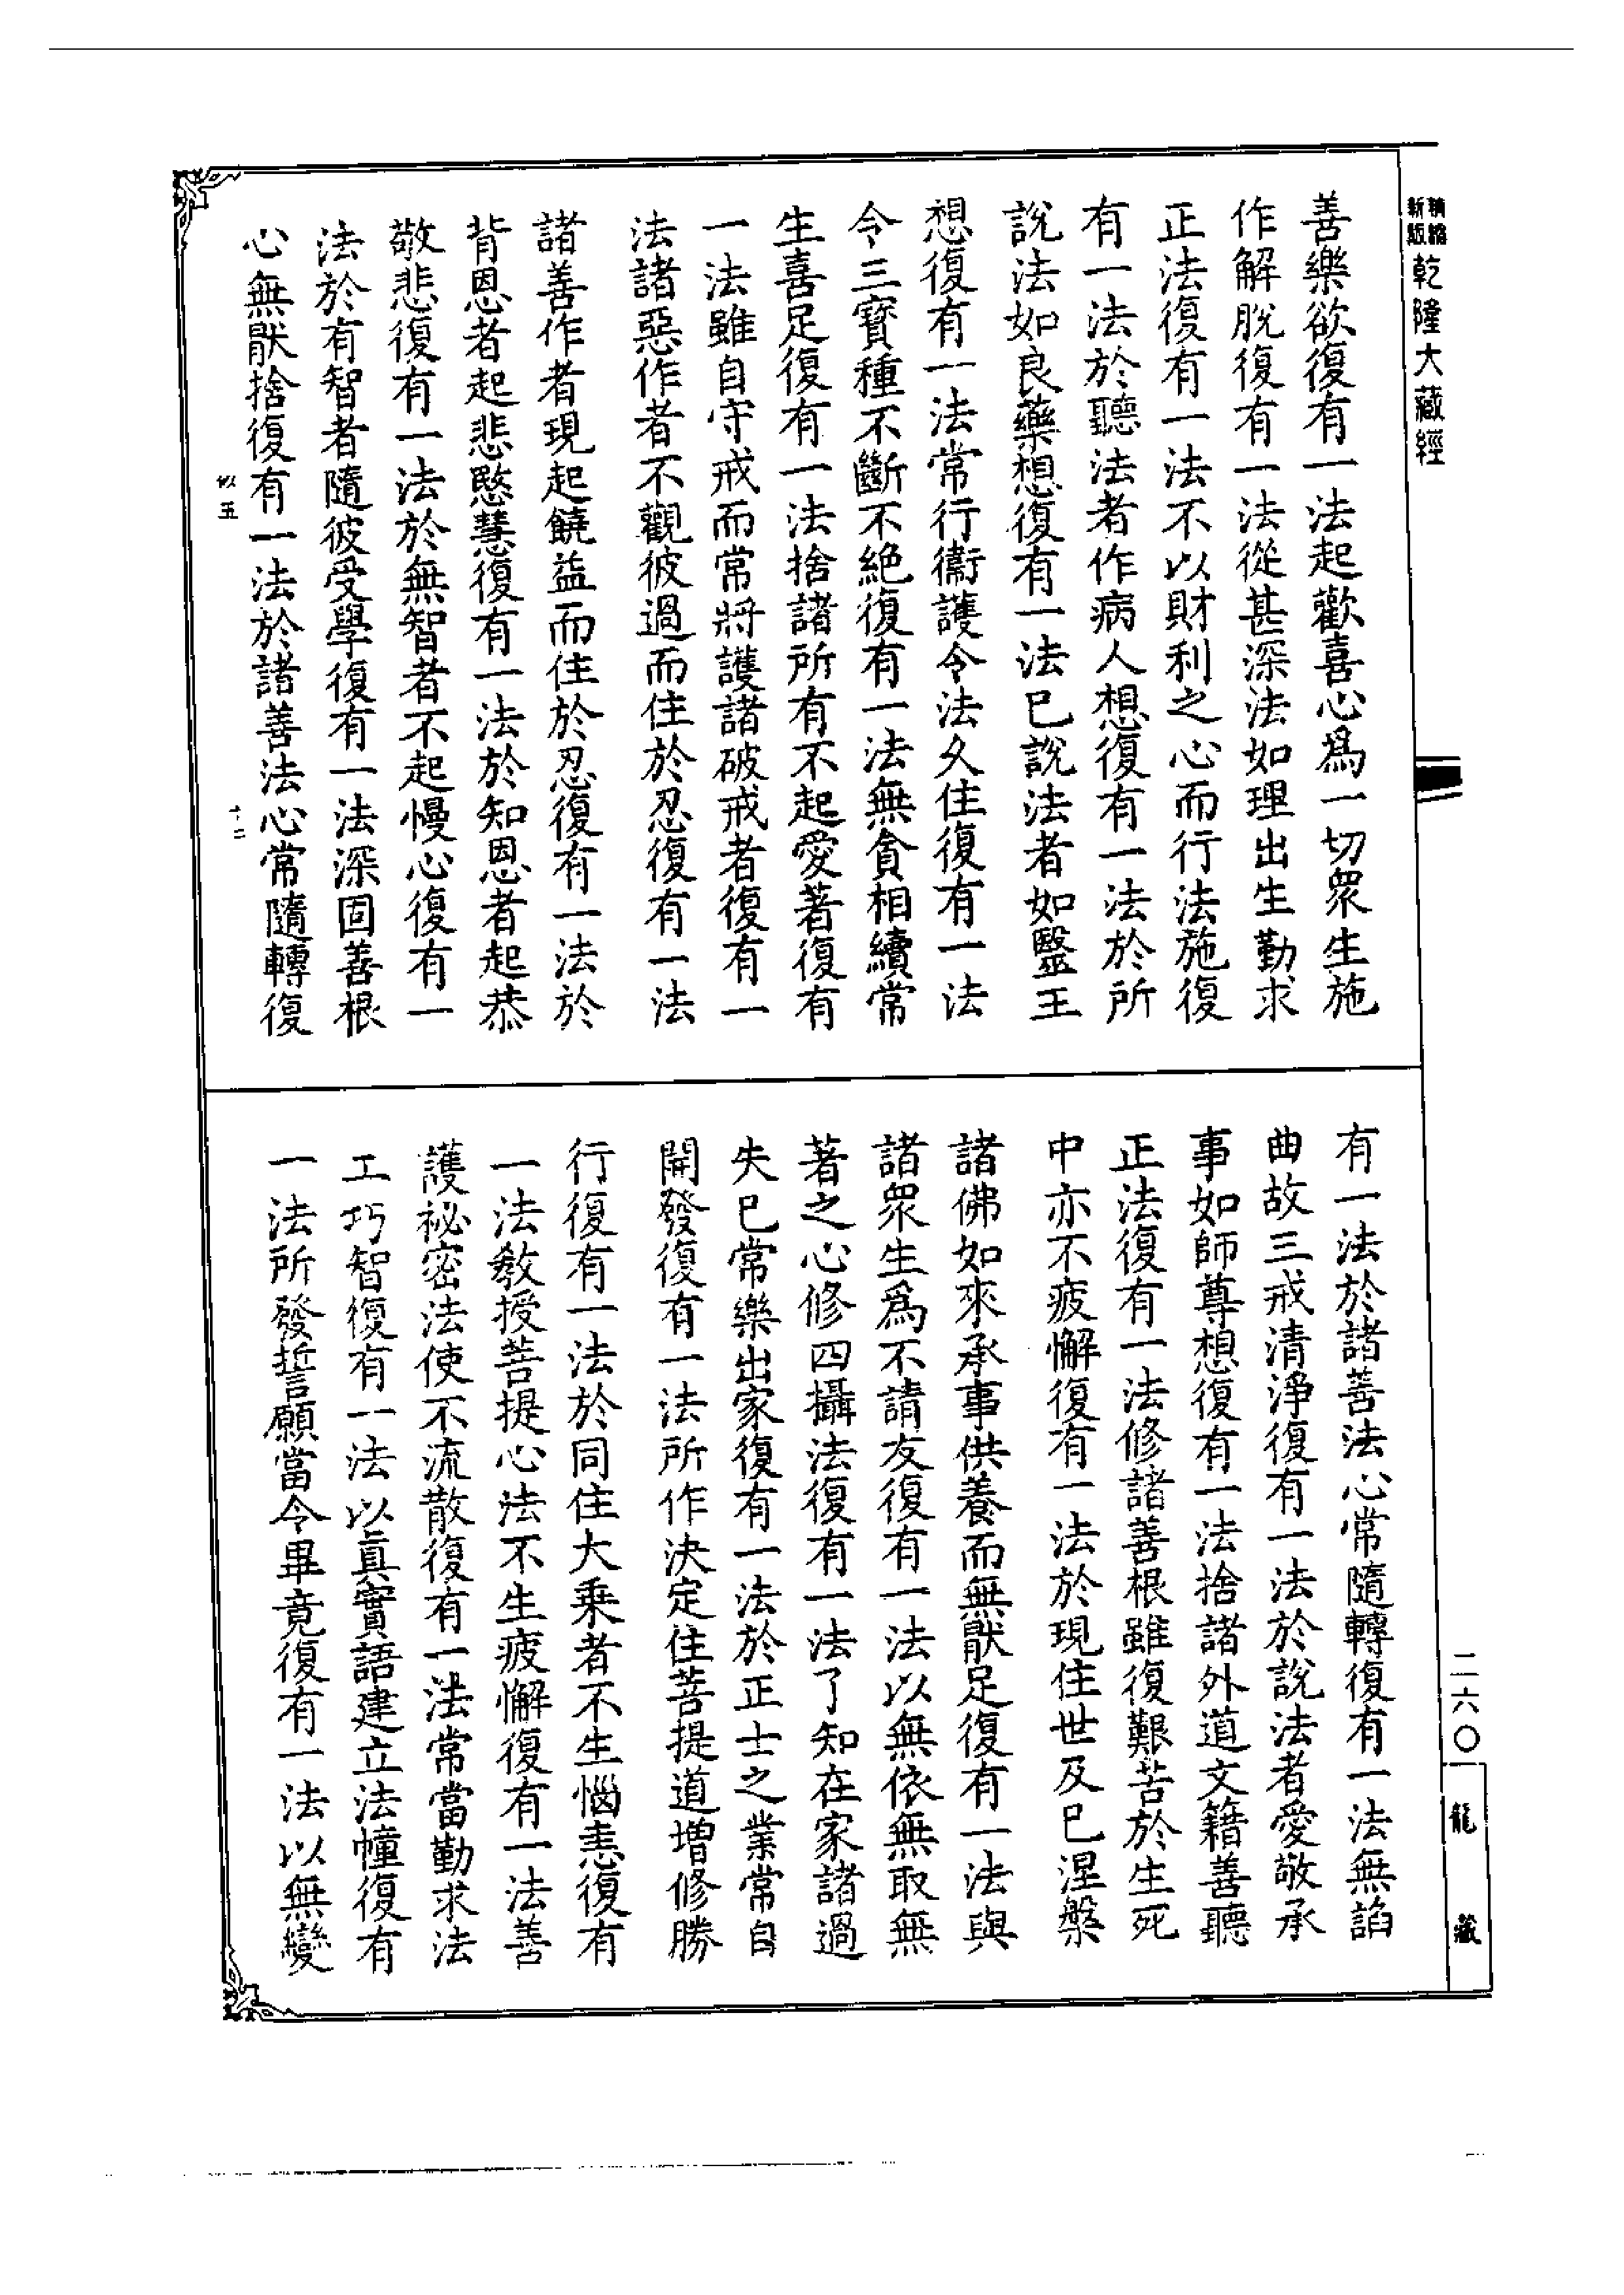 精縮新版乾隆大藏經
善樂欲復有一法起歡喜心爲一切眾生施
作解脫復有一法從甚深法如理出生勤求
正法復有一法不以財利之心而行法施復
有一法於聽法者作病人想復有一法於所
說法如良藥想復有一法已說法者如毉王
想復有一法常行衞護令法久住復有一法
令三寶種不斷不絕復有一法無貪相續常
生喜足復有一法捨諸所有不起愛著復有
一法雖自守戒而常將護諸破戒者復有一
法諸惡作者不觀彼過而住於忍復有一法
諸善作者現起饒益而住於忍復有一法於
背恩者起悲愍慧復有一法於知恩者起恭
敬悲復有一法於無智者不起慢心復有一
法於有智者隨彼受學復有一法深固善根
心無猒捨復有一法於諸善法心常隨轉復
似五
十二
有一法於諸善法心常隨轉復有一法無諂
曲故三戒清淨復有一法於說法者愛敬承
事如師尊想復有一法捨諸外道文籍善聽
正法復有一法修諸善根雖復艱苦於生死
中亦不疲懈復有一法於現住世及已涅槃
諸佛如來承事供養而無猒足復有一法與
諸眾生爲不請友復有一法以無依無取無
著之心修四攝法復有一法了知在家諸過
失已常樂出家復有一法於正士之業常自
開發復有一法所作決定住菩提道增修勝
行復有一法於同住大乘者不生惱恚復有
一法教授菩提心法不生疲懈復有一法善
護祕密法使不流散復有一法常當勤求法
工巧智復有一法以真實語建立法幢復有
一法所發誓願當令畢竟復有一法以無變
二六〇
龍藏